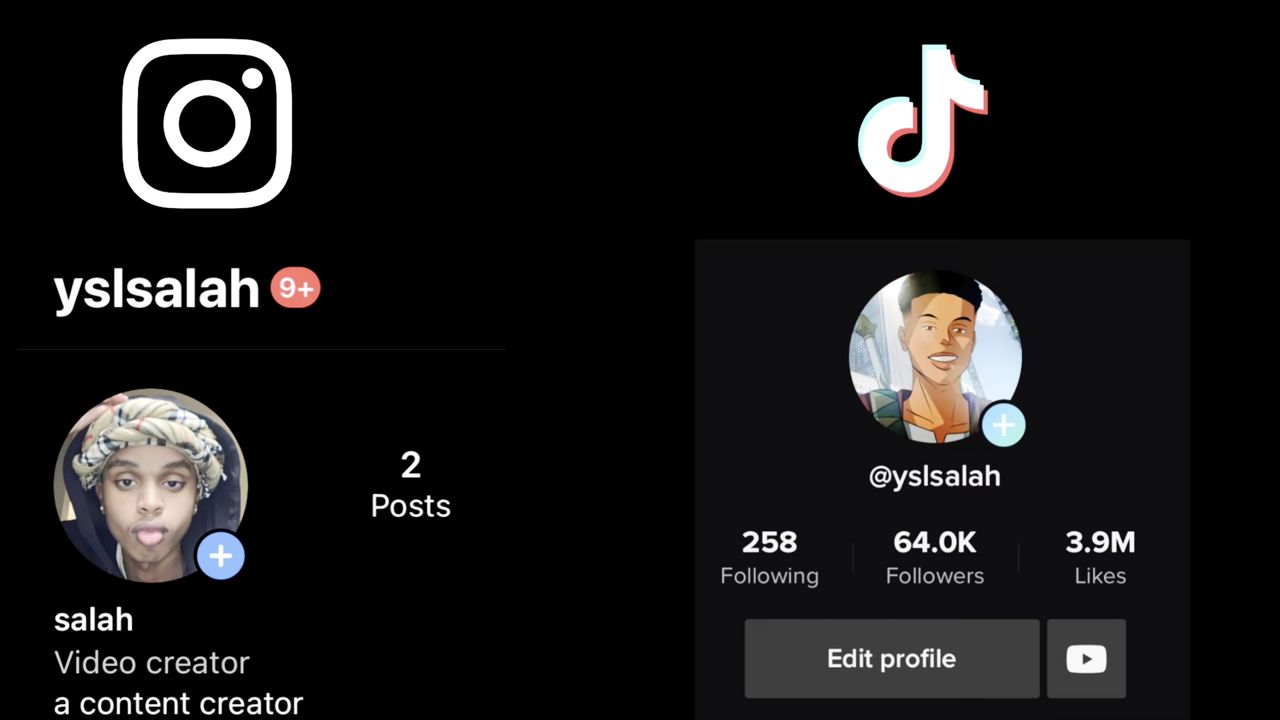 yslsalah 9+
2
Posts
salah
Video creator
a content creator
@yslsalah
258 64.0K 3.9M
Following Followers Likes
Edit profile